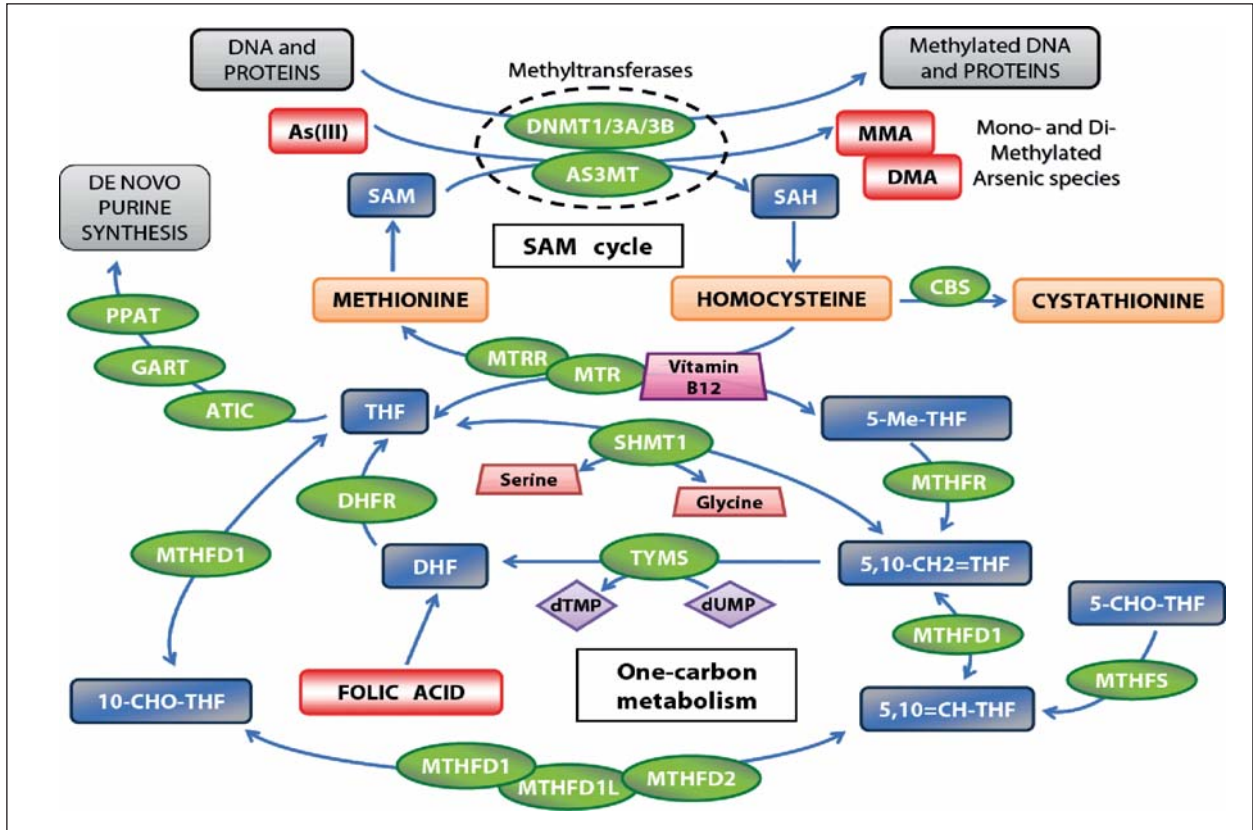 DNA and
PROTEINS
Methyltransferases
Methylated DNA
and PROTEINS
As(III)
DNMT1/3A/3B
MMA
Mono- and Di-
Methylated
Arsenic species
DE NOVO
PURINE
SYNTHESIS
SAM
AS3MT
SAH
DMA
SAM cycle
METHIONINE
HOMOCYSTEINE
CBS
CYSTATHIONINE
PPAT
GART
ATIC
MTRR
MTR
Vitamin
B12
THF
5-Me-THF
SHMT1
Serine
Glycine
MTHFR
DHFR
MTHFD1
DHF
TYMS
5,10-CH2=THF
dTMP
dUMP
5-CHO-THF
MTHFD1
10-CHO-THF
FOLIC ACID
One-carbon
metabolism
5,10=CH-THF
MTHFS
MTHFD1
MTHFD1L
MTHFD2